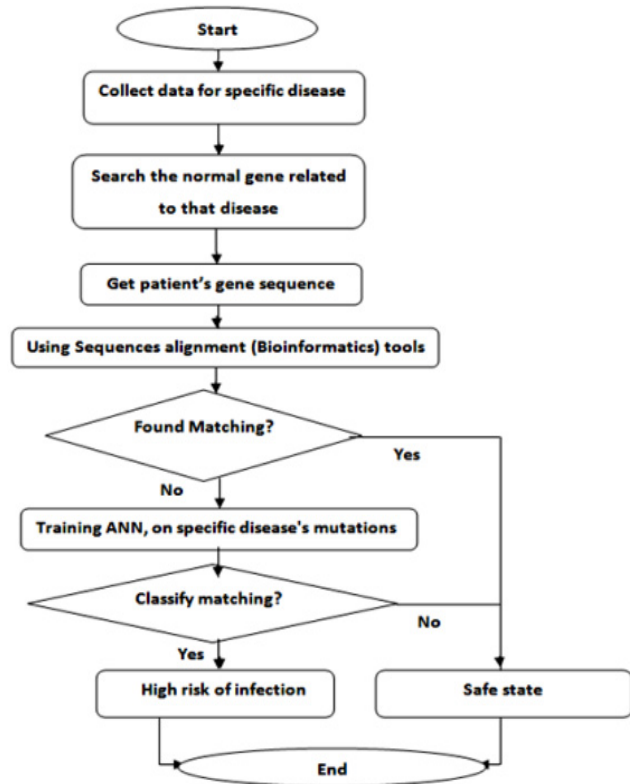 Start
Collect data for specific disease
Search the normal gene related
to that disease
Get patient's gene sequence
Using Sequences alignment (Bioinformatics) tools
Found Matching?
Yes
No
Training ANN, on specific disease's mutations
Classify matching?
No
Yes
High risk of infection
Safe state
End